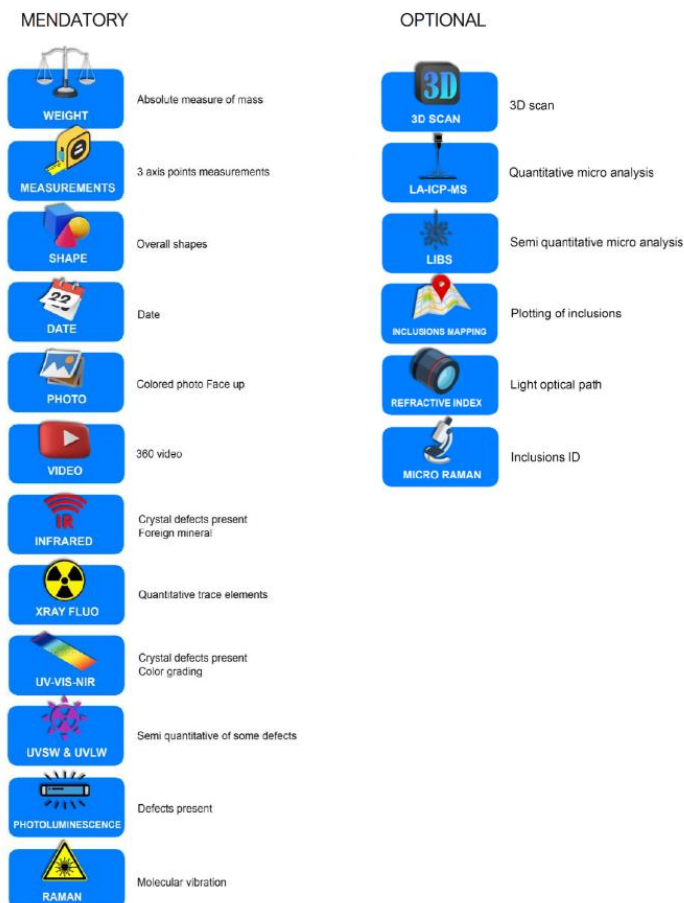 MENDATORY
WEIGHT
Absolute measure of mass
MEASUREMENTS
3 axis points measurements
SHAPE
Overall shapes
22
DATE
Date
PHOTO
Colored photo Face up
VIDEO
360 video
iR
INFRARED
Crystal defects present
Foreign mineral
XRAY FLUO
Quantitative trace elements
UV-VIS-NIR
Crystal defects present
Color grading
UVSW & UVLW
Semi quantitative of some defects
PHOTOLUMINESCENCE
Defects present
RAMAN
Molecular vibration
OPTIONAL
3D
3D SCAN
3D scan
LA-ICP-MS
Quantitative micro analysis
LIBS
Semi quantitative micro analysis
INCLUSIONS MAPPING
Plotting of inclusions
REFRACTIVE INDEX
Light optical path
MICRO RAMAN
Inclusions ID